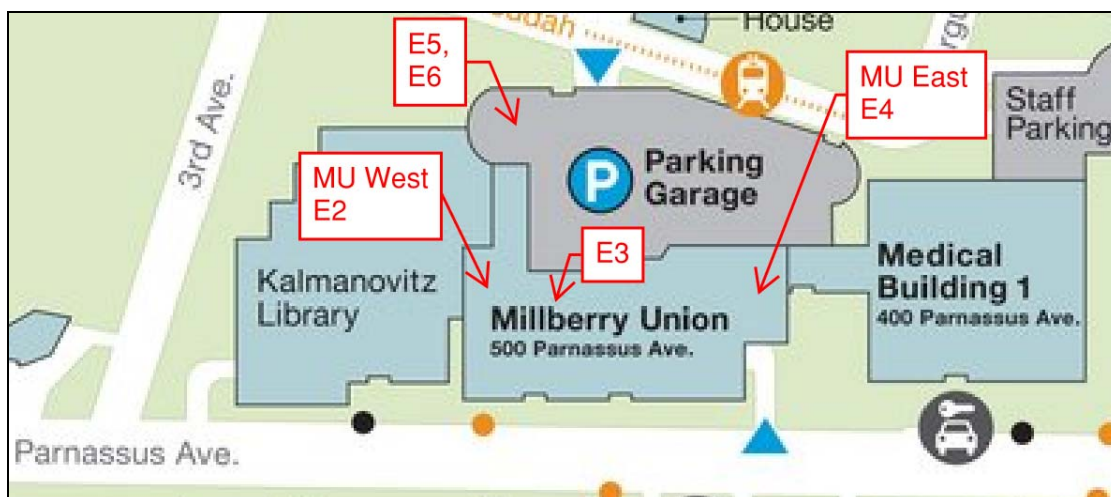 House
E5,
E6
MU East
E4
Staff
Parking
3rd Ave.
MU West
E2
P
Parking
Garage
E3
Kalmanovitz
Library
Millberry Union
500 Parnassus Ave.
Medical
Building 1
400 Parnassus Ave.
Parnassus Ave.